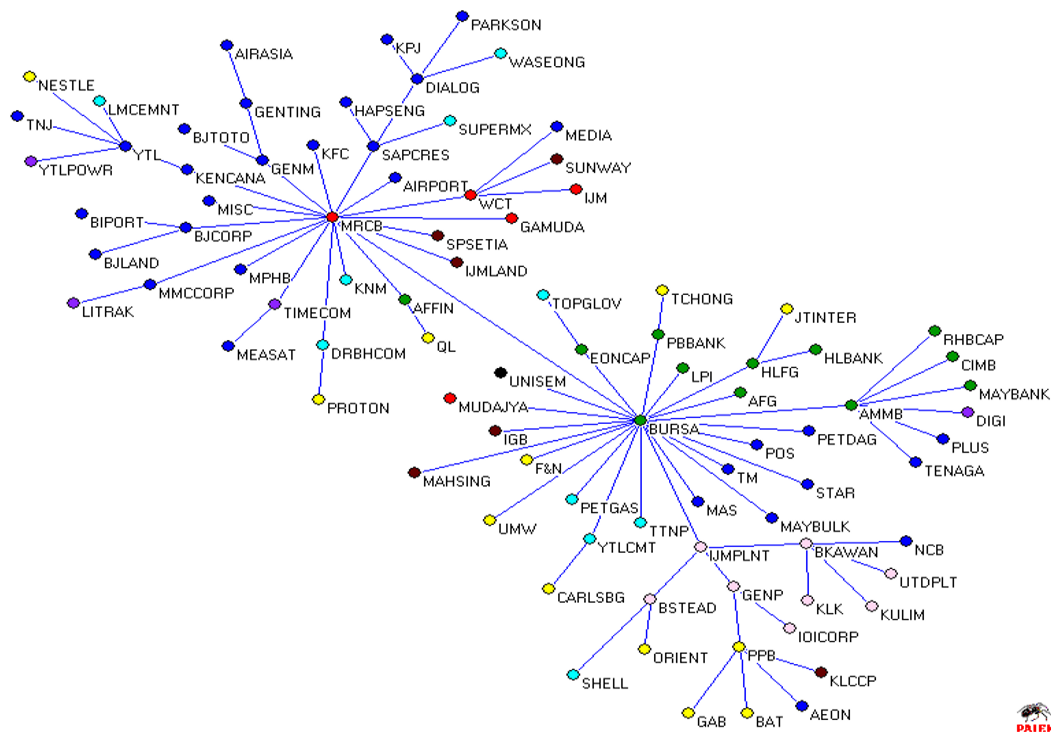 PARKSON
AIRASIA
KPJ
WASEONG
NESTLE
DIALOG
LMCEMNT
GENTING
HAPSENG
TNJ
BJTOTO
SUPERMX
MEDIA
YTL
GENM
KFC
SAPCRES
SUNWAY
YTLPOWR
KENCANA
AIRPORT
WCT
IJM
MISC
BIPORT
BJCORP
MRCB
GAMUDA
SPSETIA
BJLAND
IJMLAND
MMCCORP
MPHB
KNM
LITRAK
TIMECOM
AFFIN
TOPGLOV
TCHONG
JTINTER
MEASAT
DRBHCOM
QL
EONCAP
PBBANK
HLBANK
RHBCAP
HLFG
CIMB
UNISEM
LPI
MAYBANK
PROTON
MUDAJYA
AFG
AMMB
DIGI
IGB
BURSA
PETDAG
PLUS
POS
F&N
TENAGA
MAHSING
TM
STAR
PETGAS
MAS
UMW
TTNP
MAYBULK
YTLCMT
IJMPLNT
BKAWAN
NCB
UTDPLT
CARLSBG
BSTEAD
GENP
KLK
KULIM
IOICORP
ORIENT
PPB
SHELL
KLCCP
GAB
BAT
AEON